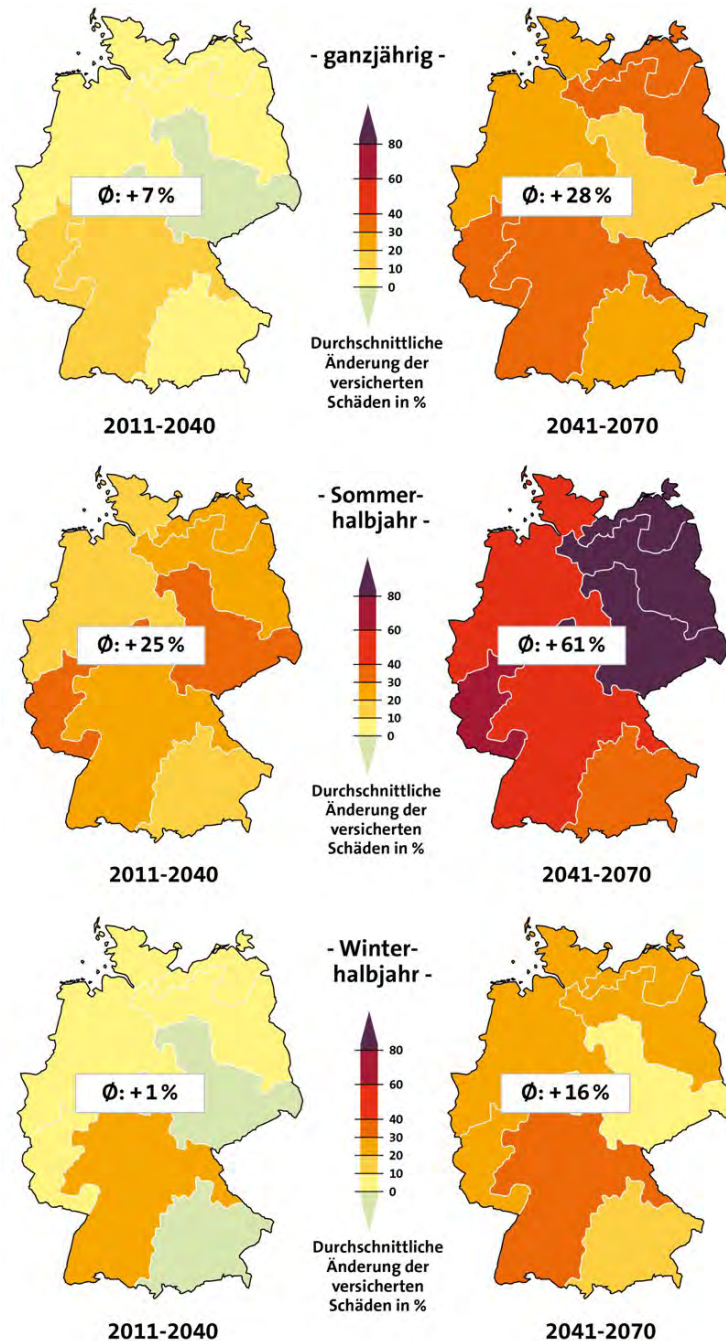 - ganzjährig -
80
60
40
30
20
10
0
Ø: +7 %
Ø: +28 %
Durchschnittliche
Änderung der
versicherten
Schäden in %
2011-2040
2041-2070
- Sommer-
halbjahr -
80
60
40
30
20
10
0
Ø: +25 %
Ø: +61 %
Durchschnittliche
Änderung der
versicherten
Schäden in %
2011-2040
2041-2070
- Winter-
halbjahr -
80
60
40
30
20
10
0
Ø: +1 %
Ø: +16 %
Durchschnittliche
Änderung der
versicherten
Schäden in %
2011-2040
2041-2070